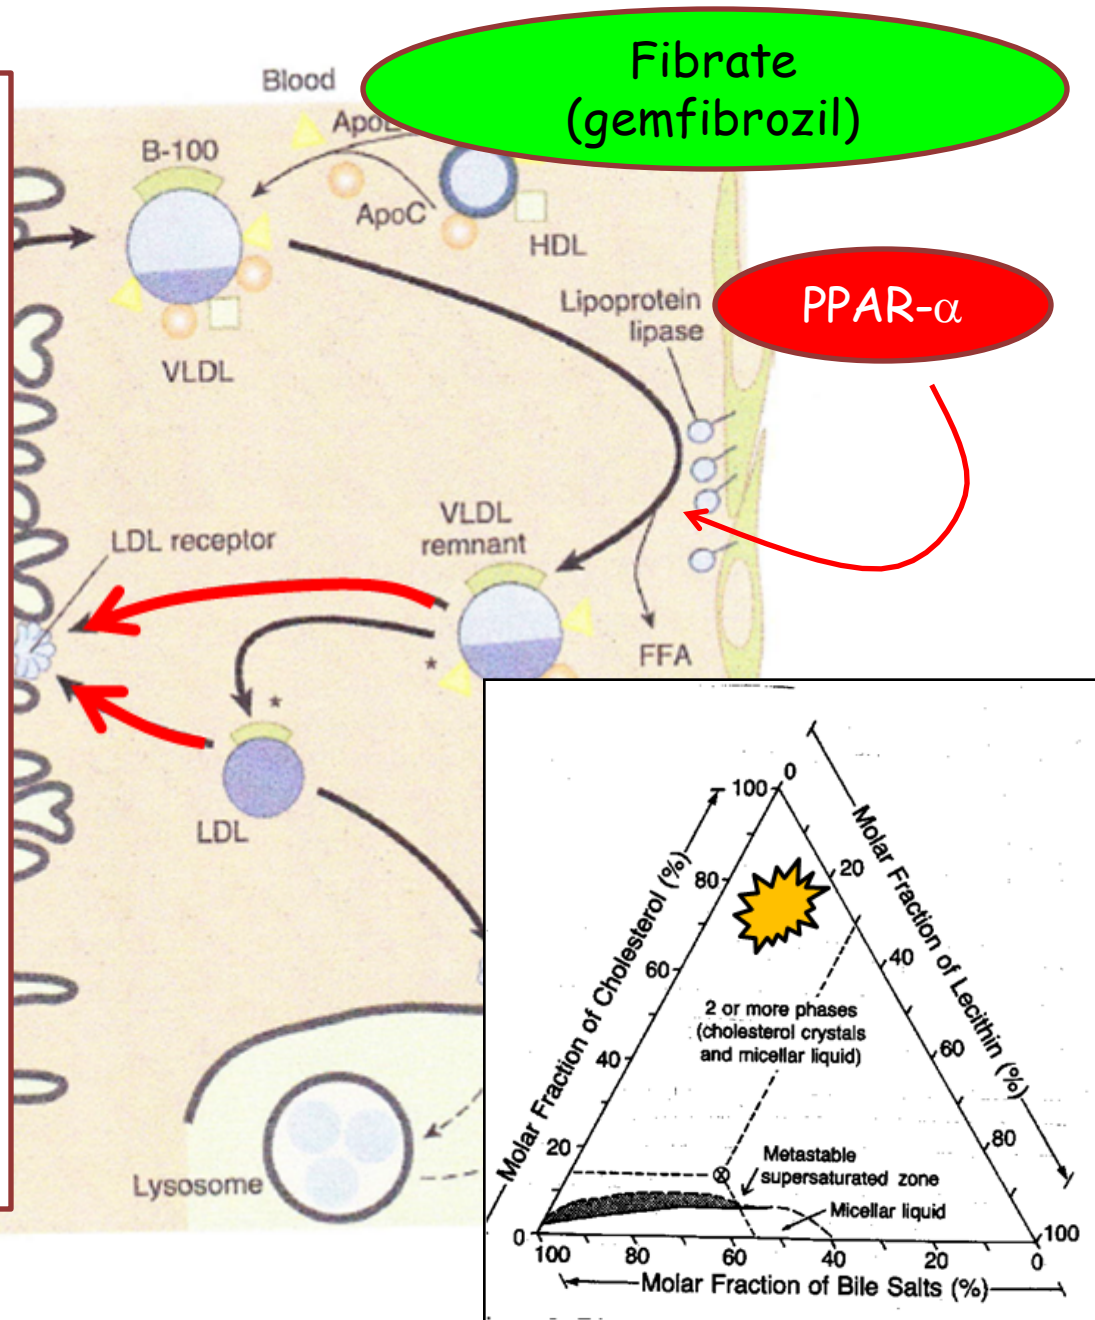 Fibrate
(gemfibrozil)
Blood
B-100
ApoC
HDL
VLDL
Lipoprotein
lipase
PPAR-α
LDL receptor
VLDL
remnant
FFA
*
*
LDL
Lysosome
Molar Fraction of Cholesterol (%)
100
80
60
40
20
0
Molar Fraction of Lecithin (%)
0
20
40
60
80
100
2 or more phases
(cholesterol crystals
and micellar liquid)
Metastable
supersaturated zone
Micellar liquid
100
80
60
40
20
0
Molar Fraction of Bile Salts (%)